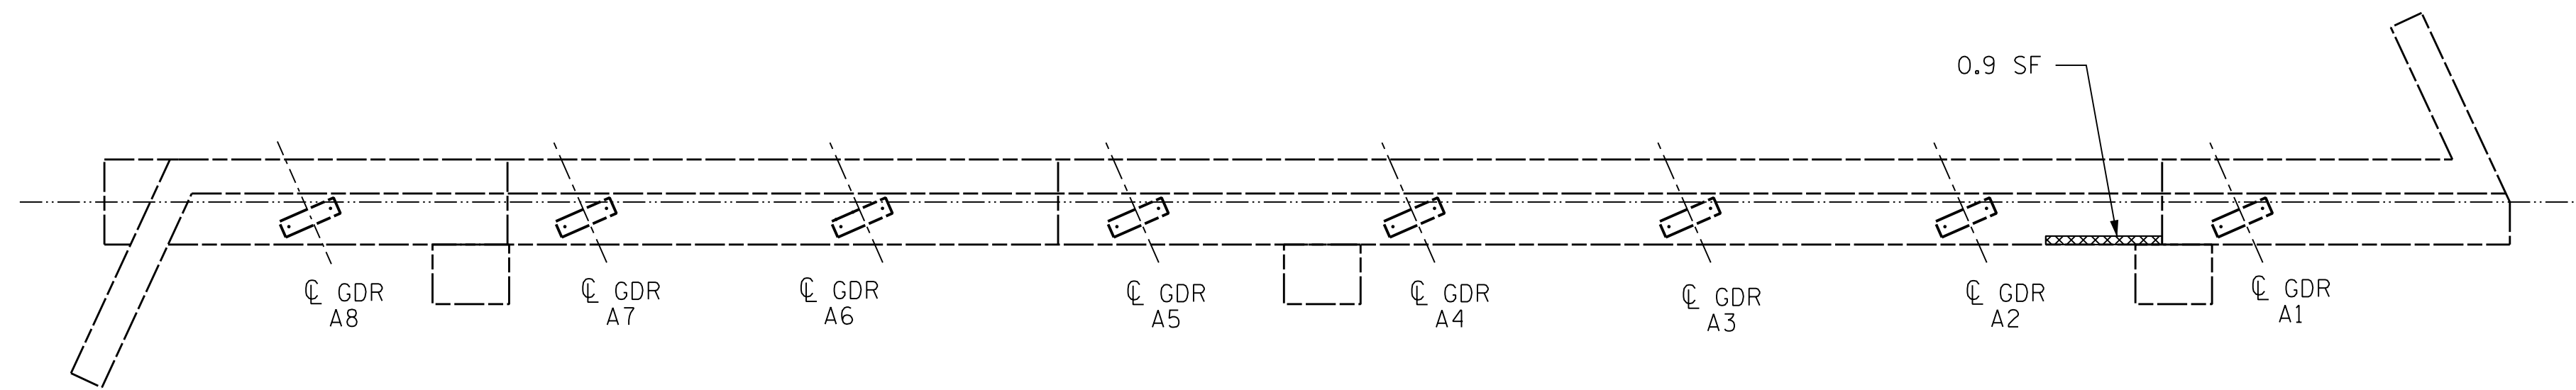 0.9 SF
℄ GDR
A8
℄ GDR
A7
℄ GDR
A6
℄ GDR
A5
℄ GDR
A4
℄ GDR
A3
℄ GDR
A2
℄ GDR
A1